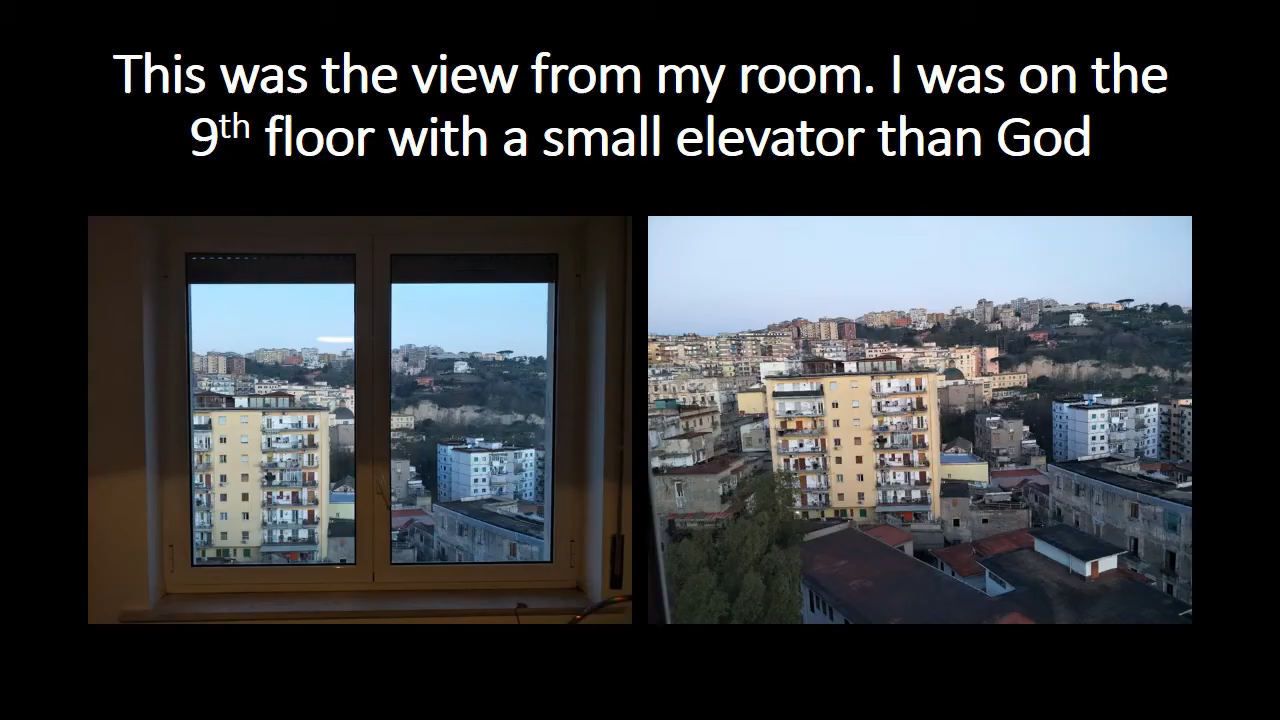 This was the view from my room. I was on the
9th floor with a small elevator than God